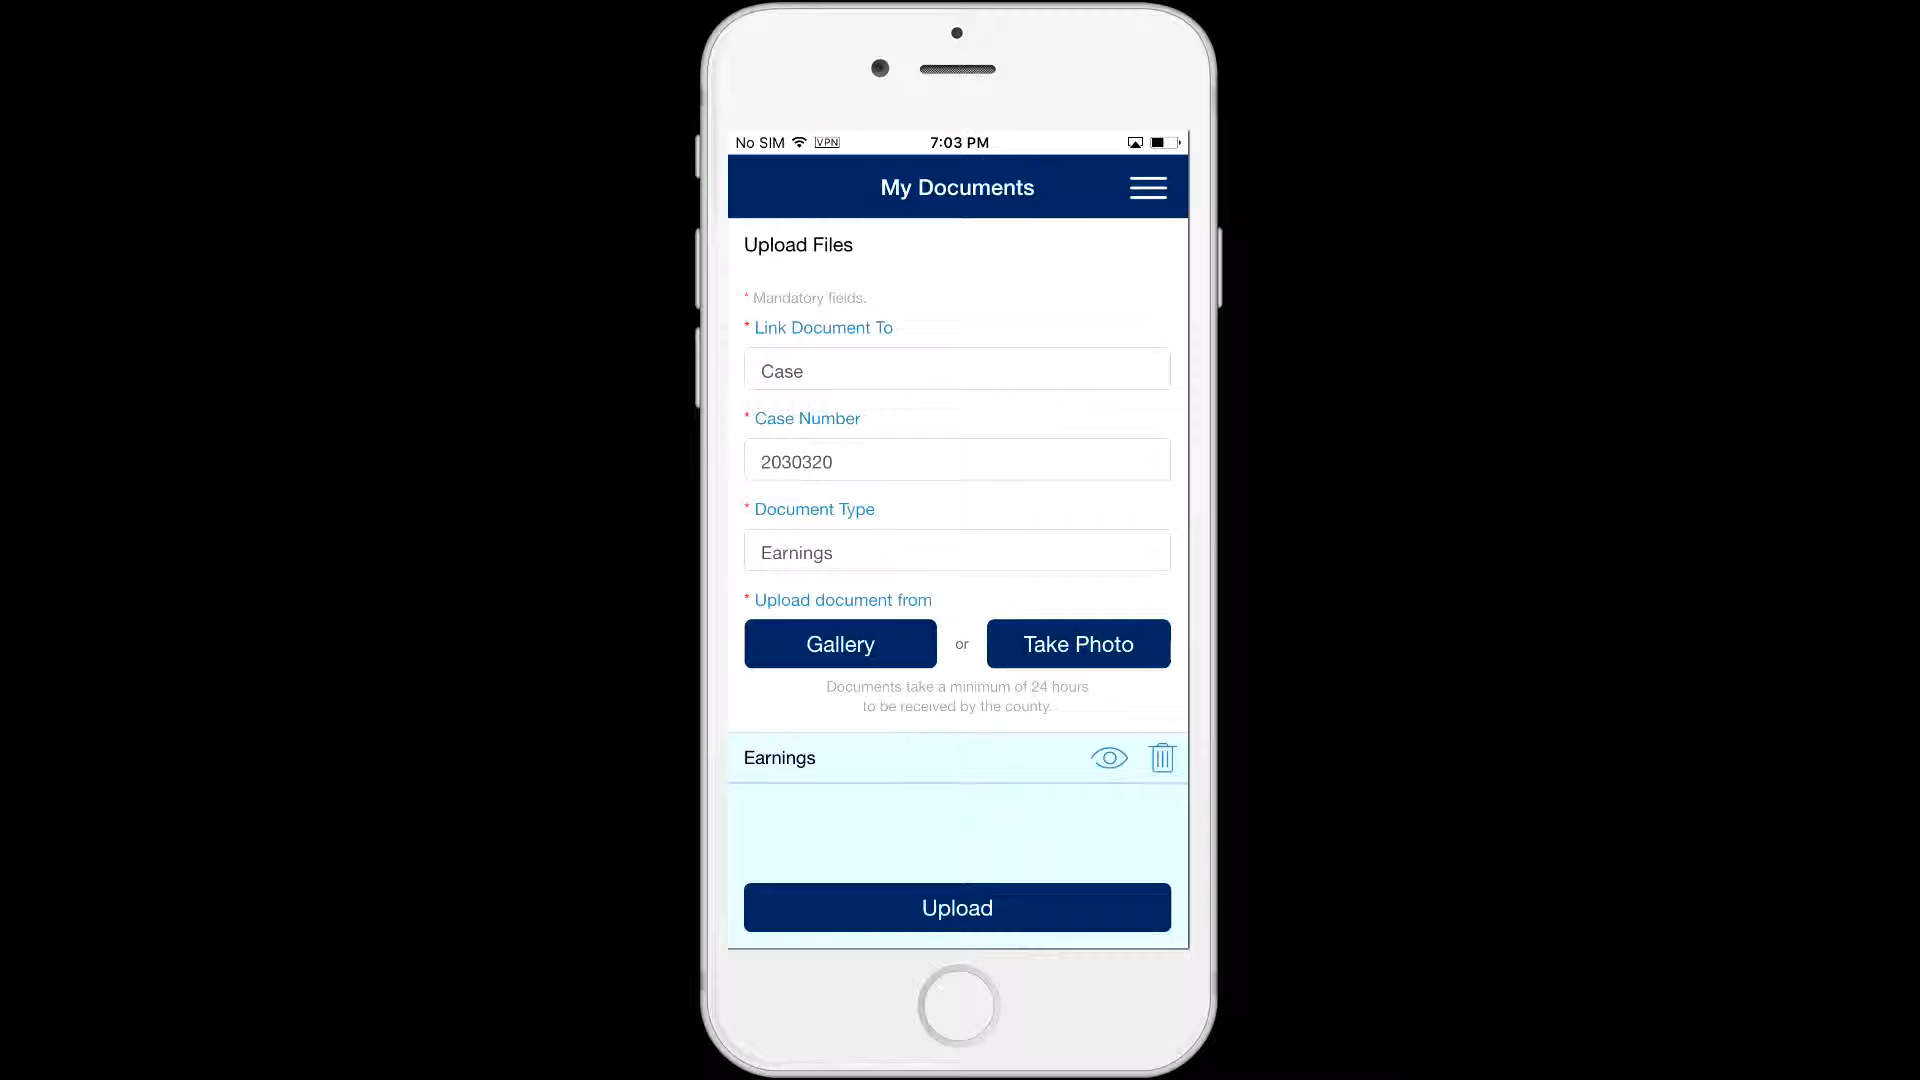 No SIM VPN 7:03 PM
My Documents
Upload Files
* Mandatory fields.
* Link Document To
Case
* Case Number
2030320
* Document Type
Earnings
* Upload document from
Gallery or Take Photo
Documents take a minimum of 24 hours
to be received by the county.
Earnings
Upload